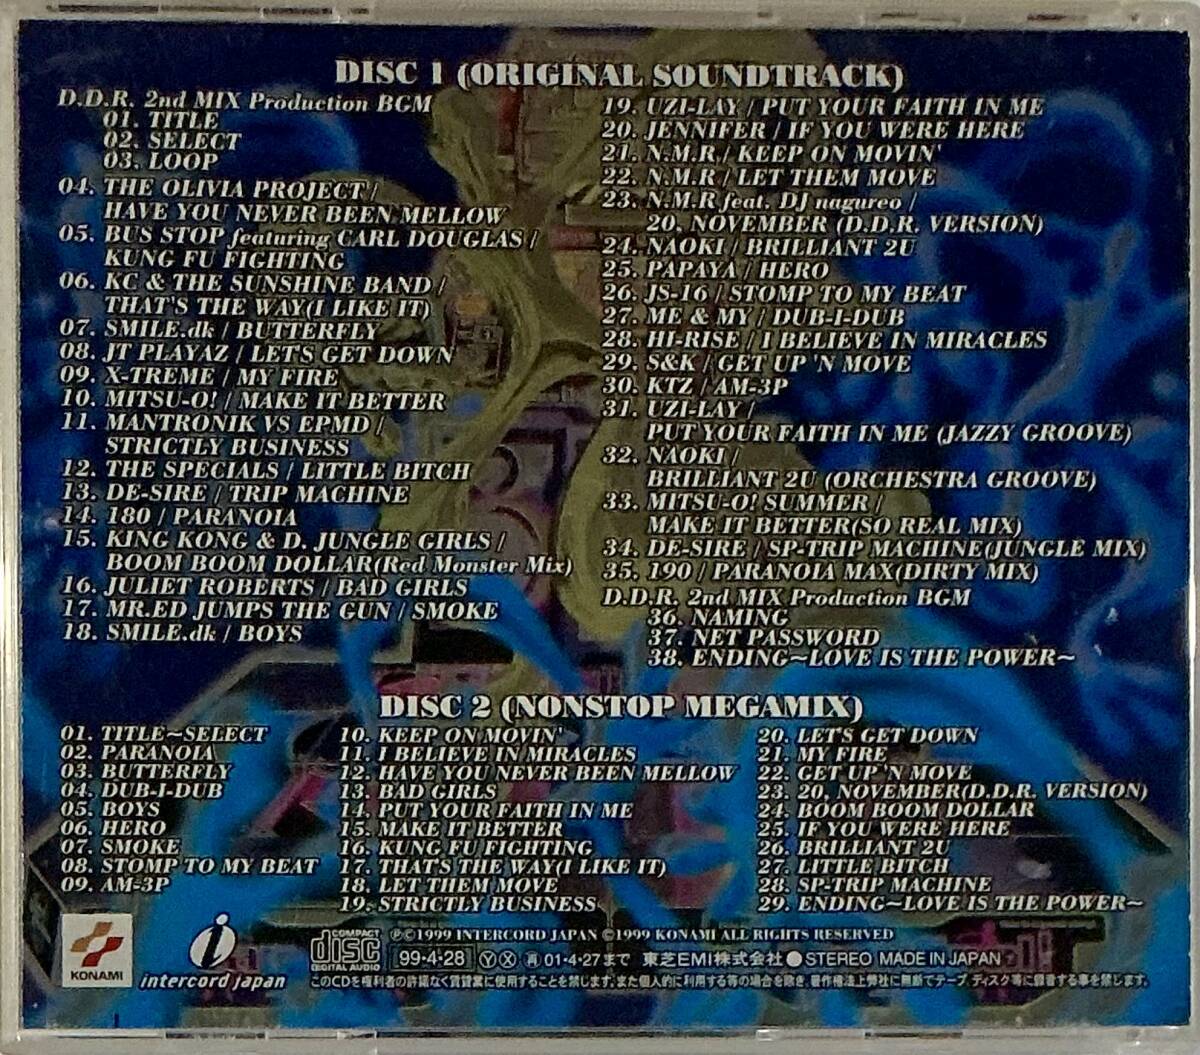 DISC 1 (ORIGINAL SOUNDTRACK)
D.D.R. 2nd MIX Production BGM
01. TITLE
02. SELECT
03. LOOP
04. THE OLIVIA PROJECT /
HAVE YOU NEVER BEEN MELLOW
05. BUS STOP featuring CARL DOUGLAS /
KUNG FU FIGHTING
06. KC & THE SUNSHINE BAND /
THAT'S THE WAY(I LIKE IT)
07. SMILE.dk / BUTTERFLY
08. JT PLAYAZ / LET'S GET DOWN
09. X-TREME / MY FIRE
10. MITSU-O! / MAKE IT BETTER
11. MANTRONIK VS EPMD /
STRICTLY BUSINESS
12. THE SPECIALS / LITTLE BITCH
13. DE-SIRE / TRIP MACHINE
14. 180 / PARANOIA
15. KING KONG & D. JUNGLE GIRLS /
BOOM BOOM DOLLAR(Red Monster Mix)
16. JULIET ROBERTS / BAD GIRLS
17. MR.ED JUMPS THE GUN / SMOKE
18. SMILE.dk / BOYS
19. UZI-LAY / PUT YOUR FAITH IN ME
20. JENNIFER / IF YOU WERE HERE
21. N.M.R / KEEP ON MOVIN'
22. N.M.R / LET THEM MOVE
23. N.M.R feat. DJ nagureo /
20, NOVEMBER (D.D.R. VERSION)
24. NAOKI / BRILLIANT 2U
25. PAPAYA / HERO
26. JS-16 / STOMP TO MY BEAT
27. ME & MY / DUB-I-DUB
28. HI-RISE / I BELIEVE IN MIRACLES
29. S&K / GET UP 'N MOVE
30. KTZ / AM-3P
31. UZI-LAY /
PUT YOUR FAITH IN ME (JAZZY GROOVE)
32. NAOKI /
BRILLIANT 2U (ORCHESTRA GROOVE)
33. MITSU-O! SUMMER /
MAKE IT BETTER(SO REAL MIX)
34. DE-SIRE / SP-TRIP MACHINE(JUNGLE MIX)
35. 190 / PARANOIA MAX(DIRTY MIX)
D.D.R. 2nd MIX Production BGM
36. NAMING
37. NET PASSWORD
38. ENDING~LOVE IS THE POWER~
DISC 2 (NONSTOP MEGAMIX)
01. TITLE~SELECT
02. PARANOIA
03. BUTTERFLY
04. DUB-I-DUB
05. BOYS
06. HERO
07. SMOKE
08. STOMP TO MY BEAT
09. AM-3P
10. KEEP ON MOVIN'
11. I BELIEVE IN MIRACLES
12. HAVE YOU NEVER BEEN MELLOW
13. BAD GIRLS
14. PUT YOUR FAITH IN ME
15. MAKE IT BETTER
16. KUNG FU FIGHTING
17. THAT'S THE WAY(I LIKE IT)
18. LET THEM MOVE
19. STRICTLY BUSINESS
20. LET'S GET DOWN
21. MY FIRE
22. GET UP 'N MOVE
23. 20, NOVEMBER(D.D.R. VERSION)
24. BOOM BOOM DOLLAR
25. IF YOU WERE HERE
26. BRILLIANT 2U
27. LITTLE BITCH
28. SP-TRIP MACHINE
29. ENDING~LOVE IS THE POWER~
KONAMI
i
intercord japan
COMPACT
disc
DIGITAL AUDIO
Ⓟ©1999 INTERCORD JAPAN ©1999 KONAMI ALL RIGHTS RESERVED
99・4・28 Ⓨ Ⓧ 再 01・4・27まで 東芝EMI株式会社 ● STEREO MADE IN JAPAN
このCDを権利者の許諾なく賃貸業に使用することを禁じます。また個人的に利用する等の場合を除き、著作権法上弊社に無断でテープ、ディスク等に録音する事を禁じます。